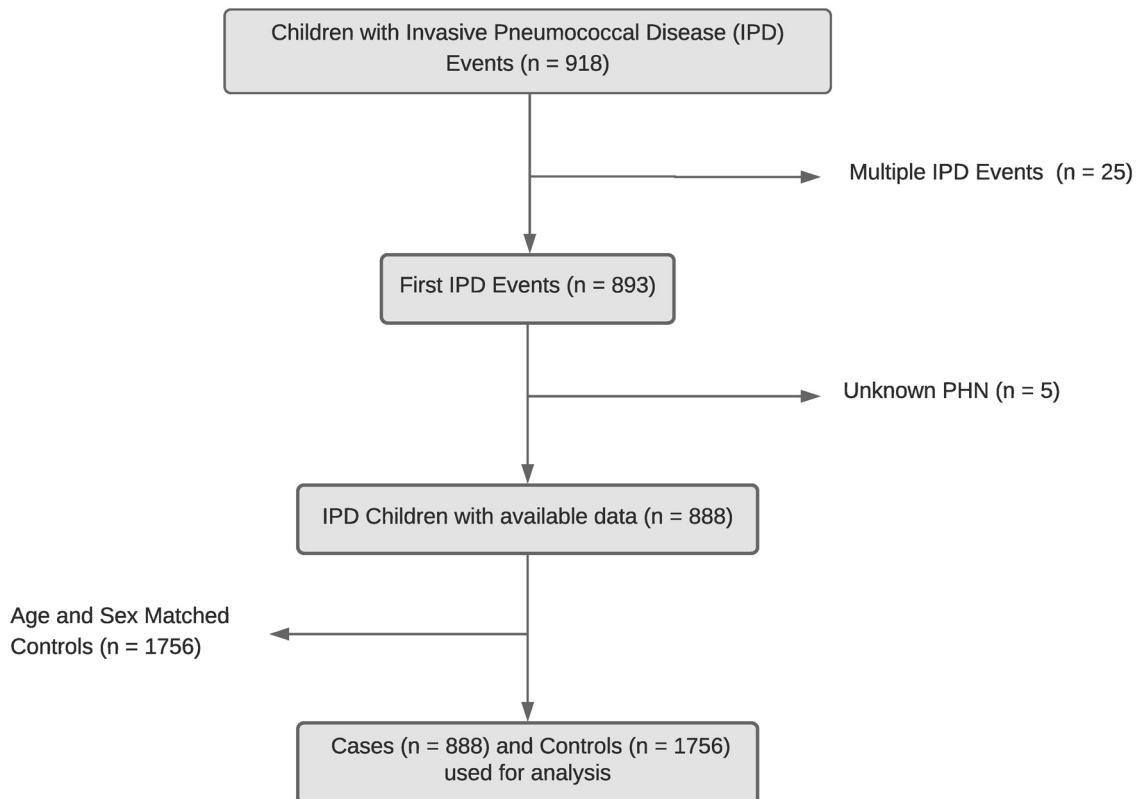 Children with Invasive Pneumococcal Disease (IPD)
Events (n = 918)
Multiple IPD Events (n = 25)
First IPD Events (n = 893)
Unknown PHN (n = 5)
IPD Children with available data (n = 888)
Age and Sex Matched
Controls (n = 1756)
Cases (n = 888) and Controls (n = 1756)
used for analysis